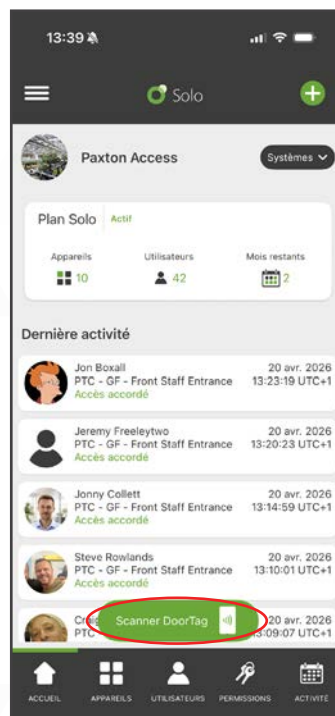 13:39
Solo
Paxton Access
Systèmes
Plan Solo Actif
Appareils Utilisateurs Mois restants
10 42 2
Dernière activité
Jon Boxall 20 avr. 2026
PTC - GF - Front Staff Entrance 13:23:19 UTC+1
Accès accordé
Jeremy Freeleytwo 20 avr. 2026
PTC - GF - Front Staff Entrance 13:20:23 UTC+1
Accès accordé
Jonny Collett 20 avr. 2026
PTC - GF - Front Staff Entrance 13:14:59 UTC+1
Accès accordé
Steve Rowlands 20 avr. 2026
PTC - GF - Front Staff Entrance 13:10:01 UTC+1
Accès accordé
20 avr. 2026
PTC 13:09:07 UTC+1
Scanner DoorTag
ACCUEIL APPAREILS UTILISATEURS PERMISSIONS ACTIVITÉ